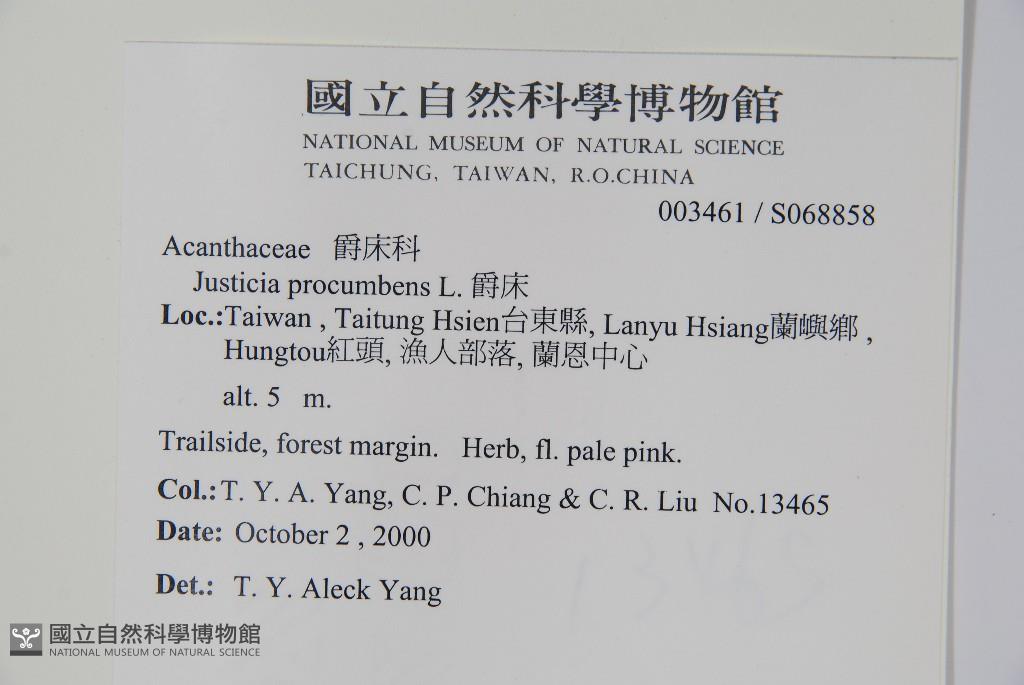 國立自然科學博物館
NATIONAL MUSEUM OF NATURAL SCIENCE
TAICHUNG, TAIWAN, R.O.CHINA
003461 / S068858
Acanthaceae 爵床科
Justicia procumbens L. 爵床
Loc.:Taiwan , Taitung Hsien台東縣, Lanyu Hsiang蘭嶼鄉 ,
Hungtou紅頭, 漁人部落, 蘭恩中心
alt. 5 m.
Trailside, forest margin. Herb, fl. pale pink.
Col.:T. Y. A. Yang, C. P. Chiang & C. R. Liu No.13465
Date: October 2 , 2000
Det.: T. Y. Aleck Yang
國立自然科學博物館
NATIONAL MUSEUM OF NATURAL SCIENCE